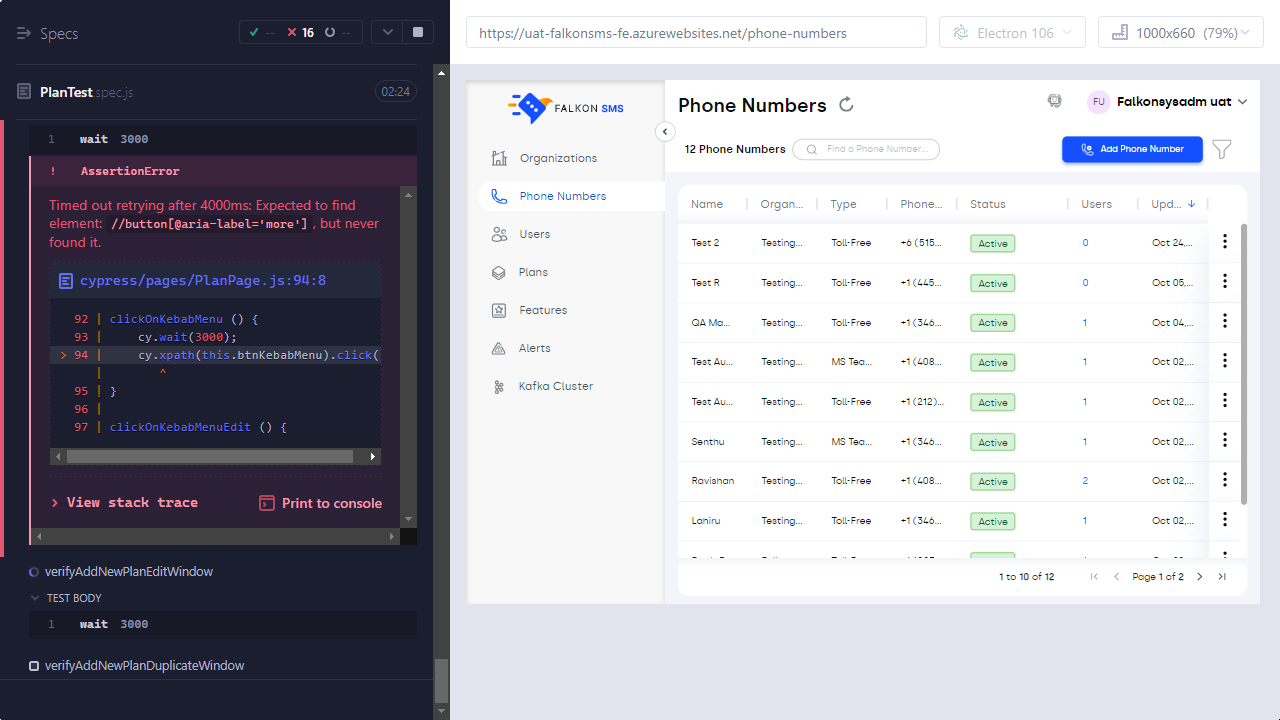 Specs
-- 16 --
PlanTest spec.js
02:24
1 wait 3000
! AssertionError
Timed out retrying after 4000ms: Expected to find
element: //button[@aria-label='more'], but never
found it.
cypress/pages/PlanPage.js:94:8
92 | clickOnKebabMenu () {
93 | cy.wait(3000);
> 94 | cy.xpath(this.btnKebabMenu).click(
| ^
95 | }
96 |
97 | clickOnKebabMenuEdit () {
> View stack trace
Print to console
verifyAddNewPlanEditWindow
TEST BODY
1 wait 3000
verifyAddNewPlanDuplicateWindow
https://uat-falkonsms-fe.azurewebsites.net/phone-numbers
Electron 106
1000x660 (79%)
FALKON SMS
Organizations
Phone Numbers
Users
Plans
Features
Alerts
Kafka Cluster
Phone Numbers
FU Falkonsysadm uat
12 Phone Numbers
Find a Phone Number...
Add Phone Number
Name Organ... Type Phone... Status Users Upd...
Test 2 Testing... Toll-Free +6 (515... Active 0 Oct 24,...
Test R Testing... Toll-Free +1 (445... Active 0 Oct 05,...
QA Ma... Testing... Toll-Free +1 (346... Active 1 Oct 04,...
Test Au... Testing... MS Tea... +1 (408... Active 1 Oct 02,...
Test Au... Testing... Toll-Free +1 (212)... Active 1 Oct 02,...
Senthu Testing... MS Tea... +1 (346... Active 1 Oct 02,...
Ravishan Testing... Toll-Free +1 (408... Active 2 Oct 02,...
Lahiru Testing... Toll-Free +1 (346... Active 1 Oct 02,...
1 to 10 of 12
Page 1 of 2